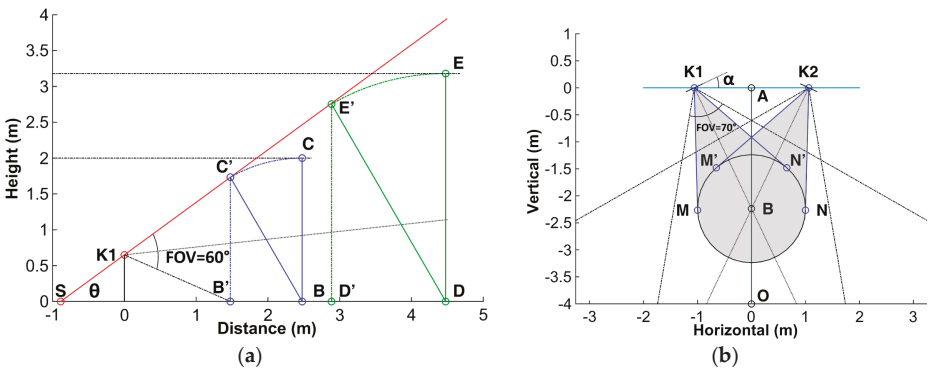 4
3.5
3
2.5
2
1.5
1
0.5
0
-1 0 1 2 3 4 5
Height (m)
Distance (m)
E
E'
C
C'
K1
FOV=60°
S θ B' B D' D
(a)
K1 K2
α
A
FOV=70°
M' N'
M B N
O
1
0.5
0
-0.5
-1
-1.5
-2
-2.5
-3
-3.5
-4
-3 -2 -1 0 1 2 3
Vertical (m)
Horizontal (m)
(b)